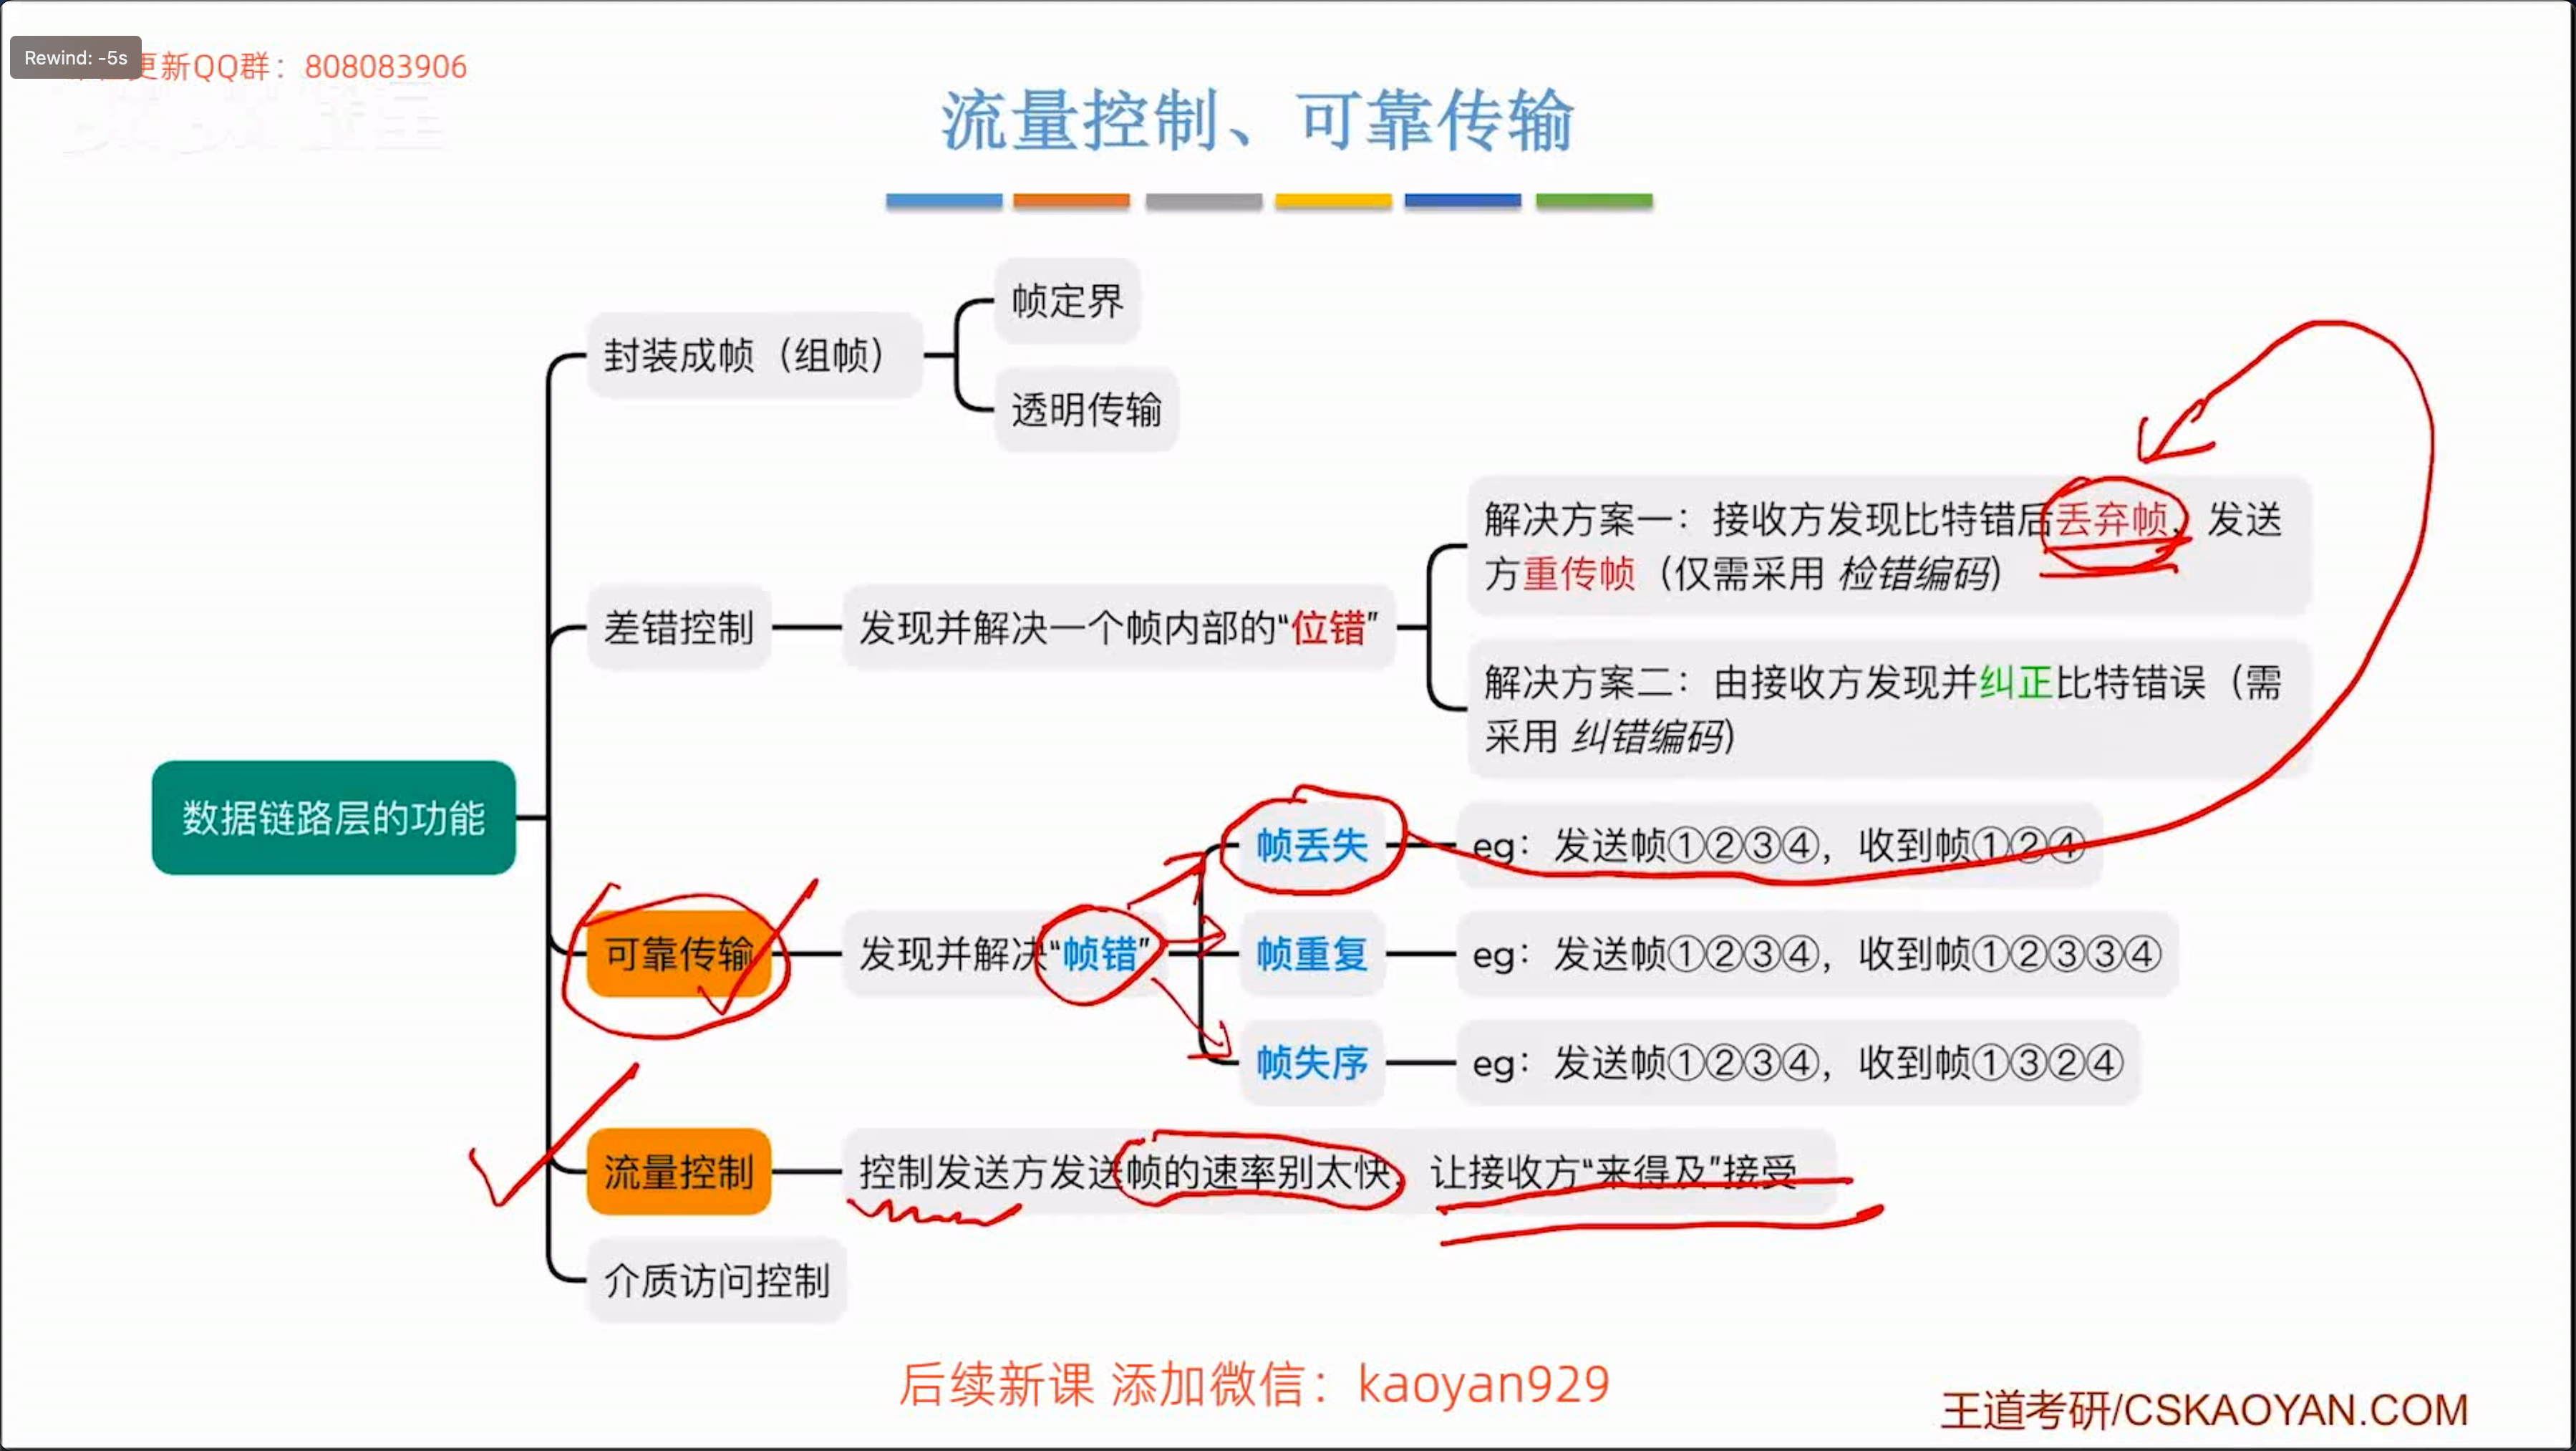 Rewind: -5s
更新QQ群：808083906
流量控制、可靠传输
帧定界
封装成帧（组帧）
透明传输
解决方案一：接收方发现比特错后丢弃帧，发送
方重传帧（仅需采用 检错编码）
差错控制
发现并解决一个帧内部的“位错”
解决方案二：由接收方发现并纠正比特错误（需
采用 纠错编码）
数据链路层的功能
帧丢失
eg：发送帧①②③④，收到帧①②④
可靠传输
发现并解决“帧错”
帧重复
eg：发送帧①②③④，收到帧①②③③④
帧失序
eg：发送帧①②③④，收到帧①③②④
流量控制
控制发送方发送帧的速率别太快，让接收方“来得及”接受
介质访问控制
后续新课 添加微信：kaoyan929
王道考研/CSKAOYAN.COM